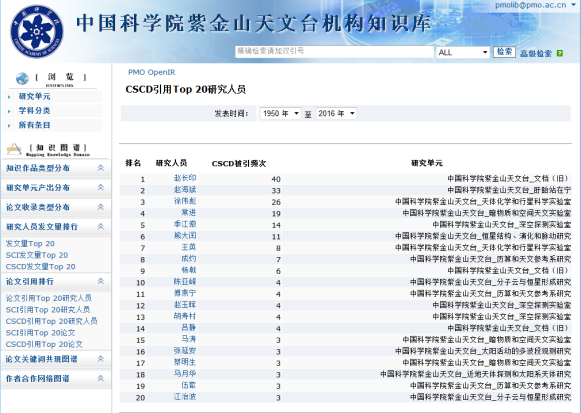 pmolib@pmo.ac.cn
中国科学院紫金山天文台机构知识库
精确检索请加双引号 ALL 检索 高级检索
[ 浏 览 ]
研究单元
学科分类
所有条目
[ 知识图谱 ]
Mapping Knowledge Domain
知识作品类型分布
研究单元产出分布
论文收录类型分布
研究人员发文量排行
发文量Top 20
SCI发文量Top 20
CSCD发文量Top 20
论文引用排行
论文引用Top 20研究人员
SCI引用Top 20研究人员
CSCD引用Top 20研究人员
SCI引用Top 20论文
CSCD引用Top 20论文
论文关键词共现图谱
作者合作网络图谱
PMO OpenIR
CSCD引用Top 20研究人员
发表时间： 1950 年 至 2016 年
排名 研究人员 CSCD被引频次 研究单元
1 赵长印 40 中国科学院紫金山天文台_文档（旧）
2 赵海斌 33 中国科学院紫金山天文台_盱眙站在宁
3 徐伟彪 26 中国科学院紫金山天文台_天体化学和行星科学实验室
4 常进 19 中国科学院紫金山天文台_暗物质和空间天文实验室
5 季江徽 14 中国科学院紫金山天文台_深空探测实验室
6 熊大闰 11 中国科学院紫金山天文台_恒星结构、演化和脉动研究
7 王英 8 中国科学院紫金山天文台_天体化学和行星科学实验室
8 成灼 7 中国科学院紫金山天文台_历算和天文参考系研究
9 杨戟 6 中国科学院紫金山天文台_文档（旧）
10 陈亚峰 4 中国科学院紫金山天文台_分子云与恒星形成研究
11 傅燕宁 4 中国科学院紫金山天文台_历算和天文参考系研究
12 赵玉晖 4 中国科学院紫金山天文台_深空探测实验室
13 胡寿村 4 中国科学院紫金山天文台_深空探测实验室
14 吕静 4 中国科学院紫金山天文台_文档（旧）
15 马涛 3 中国科学院紫金山天文台_暗物质和空间天文实验室
16 张延安 3 中国科学院紫金山天文台_太阳活动的多波段观测研究
17 蔡明生 3 中国科学院紫金山天文台_暗物质和空间天文实验室
18 马月华 3 中国科学院紫金山天文台_近地天体探测和太阳系天体研究
19 伍歆 3 中国科学院紫金山天文台_历算和天文参考系研究
20 江治波 3 中国科学院紫金山天文台_分子云与恒星形成研究